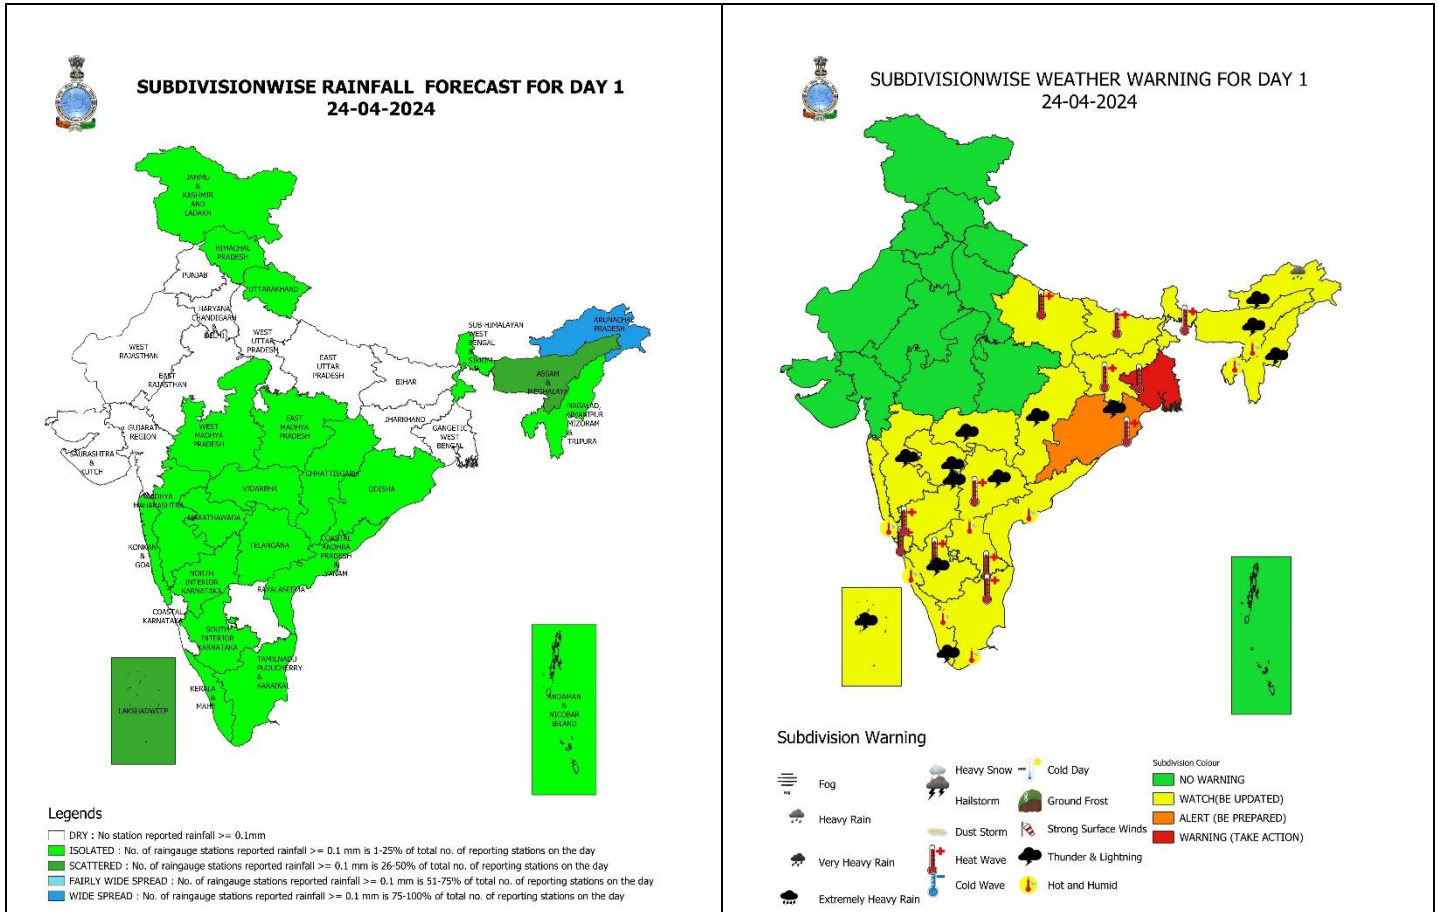 SUBDIVISIONWISE RAINFALL FORECAST FOR DAY 1
24-04-2024
JAMMU
&
KASHMIR
AND
LADAKH
HIMACHAL
PRADESH
PUNJAB
UTTARAKHAND
HARYANA
CHANDIGARH
&
DELHI
WEST
RAJASTHAN
WEST
UTTAR
PRADESH
EAST
RAJASTHAN
EAST
UTTAR
PRADESH
SUB-HIMALAYAN
WEST
BENGAL
&
SIKKIM
ARUNACHAL
PRADESH
ASSAM
&
MEGHALAYA
BIHAR
NAGALAD,
MANIPUR
MIZORAM
&
TRIPURA
JHARKHAND
GANGETIC
WEST
BENGAL
GUJARAT
REGION
SAURASHTRA
&
KUTCH
WEST
MADHYA
PRADESH
EAST
MADHYA
PRADESH
CHHATTISGARH
ODISHA
VIDARBHA
MADHYA
MAHARASHTRA
MARATHAWADA
KONKAN
&
GOA
TELANGANA
COASTAL
ANDHRA
PRADESH
&
YANAM
NORTH
INTERIOR
KARNATAKA
RAYALASEEMA
COASTAL
KARNATAKA
SOUTH
INTERIOR
KARNATAKA
TAMILNADU
PUDUCHERRY
&
KARAIKAL
KERALA
&
MAHE
LAKSHADWEEP
ANDAMAN
&
NICOBAR
ISLAND
Legends
DRY : No station reported rainfall >= 0.1mm
ISOLATED : No. of raingauge stations reported rainfall >= 0.1 mm is 1-25% of total no. of reporting stations on the day
SCATTERED : No. of raingauge stations reported rainfall >= 0.1 mm is 26-50% of total no. of reporting stations on the day
FAIRLY WIDE SPREAD : No. of raingauge stations reported rainfall >= 0.1 mm is 51-75% of total no. of reporting stations on the day
WIDE SPREAD : No. of raingauge stations reported rainfall >= 0.1 mm is 75-100% of total no. of reporting stations on the day
SUBDIVISIONWISE WEATHER WARNING FOR DAY 1
24-04-2024
Subdivision Warning
Fog
Heavy Rain
Very Heavy Rain
Extremely Heavy Rain
Heavy Snow
Hailstorm
Dust Storm
Heat Wave
Cold Wave
Cold Day
Ground Frost
Strong Surface Winds
Thunder & Lightning
Hot and Humid
Subdivision Colour
NO WARNING
WATCH(BE UPDATED)
ALERT (BE PREPARED)
WARNING (TAKE ACTION)